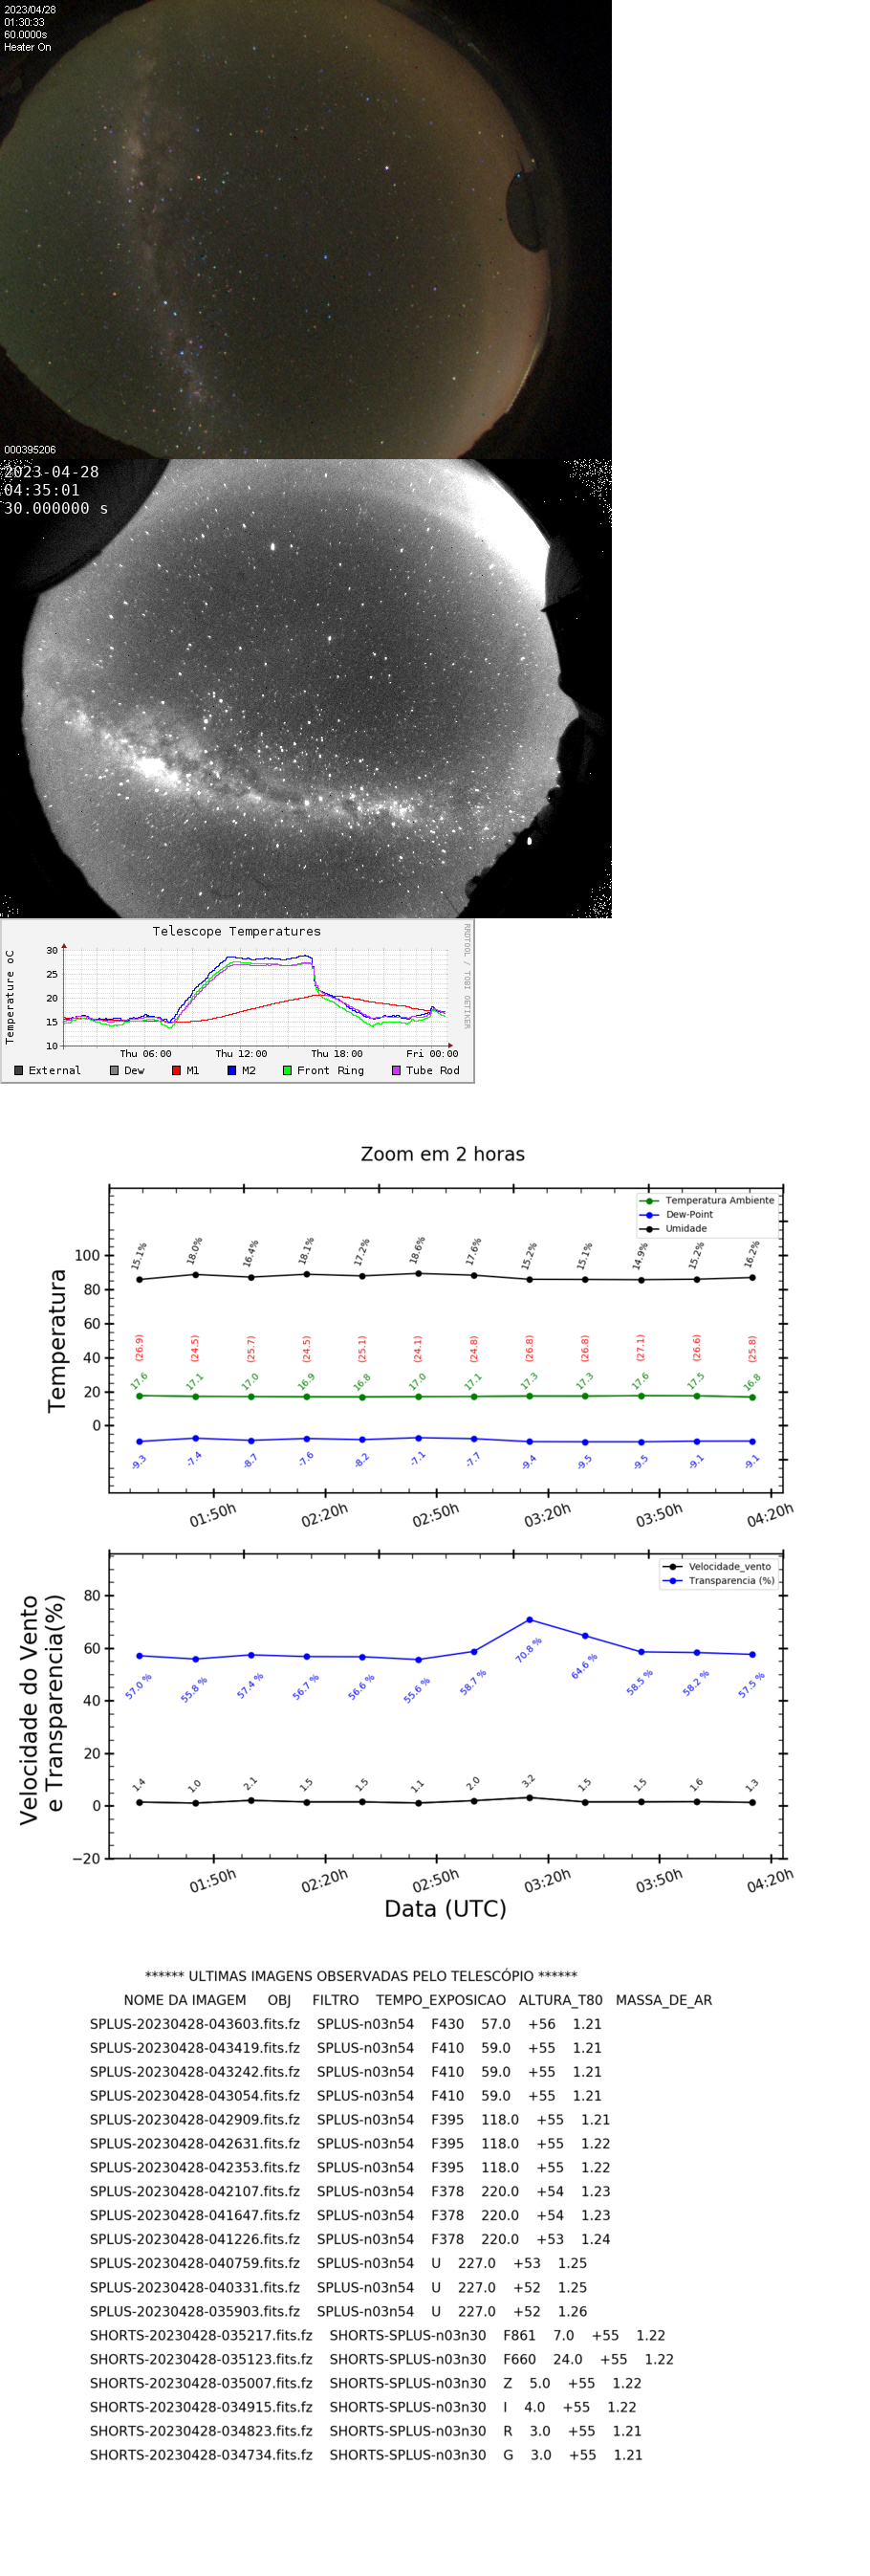 2023/04/28
01:30:33
60.0000s
Heater On
000395206
2023-04-28
04:35:01
30.000000 s
Telescope Temperatures
RRDTOOL / TOBI OETIKER
Temperature oC
30
25
20
15
10
Thu 06:00 Thu 12:00 Thu 18:00 Fri 00:00
External Dew M1 M2 Front Ring Tube Rod
Zoom em 2 horas
Temperatura Ambiente
Dew-Point
Umidade
Temperatura
100
80
60
40
20
0
15.1% 18.0% 16.4% 18.1% 17.2% 18.6% 17.6% 15.2% 15.1% 14.9% 15.2% 16.2%
(26.9) (24.5) (25.7) (24.5) (25.1) (24.1) (24.8) (26.8) (26.8) (27.1) (26.6) (25.8)
17.6 17.1 17.0 16.9 16.8 17.0 17.1 17.3 17.3 17.6 17.5 16.8
-9.3 -7.4 -8.7 -7.6 -8.2 -7.1 -7.7 -9.4 -9.5 -9.5 -9.1 -9.1
01:50h 02:20h 02:50h 03:20h 03:50h 04:20h
Velocidade_vento
Transparencia (%)
Velocidade do Vento
e Transparencia(%)
80
60
40
20
0
−20
57.0 % 55.8 % 57.4 % 56.7 % 56.6 % 55.6 % 58.7 % 70.8 % 64.6 % 58.5 % 58.2 % 57.5 %
1.4 1.0 2.1 1.5 1.5 1.1 2.0 3.2 1.5 1.5 1.6 1.3
01:50h 02:20h 02:50h 03:20h 03:50h 04:20h
Data (UTC)
****** ULTIMAS IMAGENS OBSERVADAS PELO TELESCÓPIO ******
NOME DA IMAGEM OBJ FILTRO TEMPO_EXPOSICAO ALTURA_T80 MASSA_DE_AR
SPLUS-20230428-043603.fits.fz SPLUS-n03n54 F430 57.0 +56 1.21
SPLUS-20230428-043419.fits.fz SPLUS-n03n54 F410 59.0 +55 1.21
SPLUS-20230428-043242.fits.fz SPLUS-n03n54 F410 59.0 +55 1.21
SPLUS-20230428-043054.fits.fz SPLUS-n03n54 F410 59.0 +55 1.21
SPLUS-20230428-042909.fits.fz SPLUS-n03n54 F395 118.0 +55 1.21
SPLUS-20230428-042631.fits.fz SPLUS-n03n54 F395 118.0 +55 1.22
SPLUS-20230428-042353.fits.fz SPLUS-n03n54 F395 118.0 +55 1.22
SPLUS-20230428-042107.fits.fz SPLUS-n03n54 F378 220.0 +54 1.23
SPLUS-20230428-041647.fits.fz SPLUS-n03n54 F378 220.0 +54 1.23
SPLUS-20230428-041226.fits.fz SPLUS-n03n54 F378 220.0 +53 1.24
SPLUS-20230428-040759.fits.fz SPLUS-n03n54 U 227.0 +53 1.25
SPLUS-20230428-040331.fits.fz SPLUS-n03n54 U 227.0 +52 1.25
SPLUS-20230428-035903.fits.fz SPLUS-n03n54 U 227.0 +52 1.26
SHORTS-20230428-035217.fits.fz SHORTS-SPLUS-n03n30 F861 7.0 +55 1.22
SHORTS-20230428-035123.fits.fz SHORTS-SPLUS-n03n30 F660 24.0 +55 1.22
SHORTS-20230428-035007.fits.fz SHORTS-SPLUS-n03n30 Z 5.0 +55 1.22
SHORTS-20230428-034915.fits.fz SHORTS-SPLUS-n03n30 I 4.0 +55 1.22
SHORTS-20230428-034823.fits.fz SHORTS-SPLUS-n03n30 R 3.0 +55 1.21
SHORTS-20230428-034734.fits.fz SHORTS-SPLUS-n03n30 G 3.0 +55 1.21